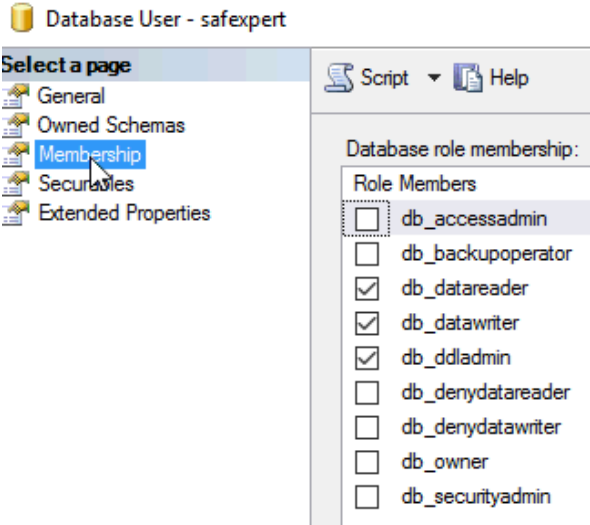 Database User - safexpert
Select a page
General
Owned Schemas
Membership
Securables
Extended Properties
Script
Help
Database role membership:
Role Members
db_accessadmin
db_backupoperator
db_datareader
db_datawriter
db_ddladmin
db_denydatareader
db_denydatawriter
db_owner
db_securityadmin